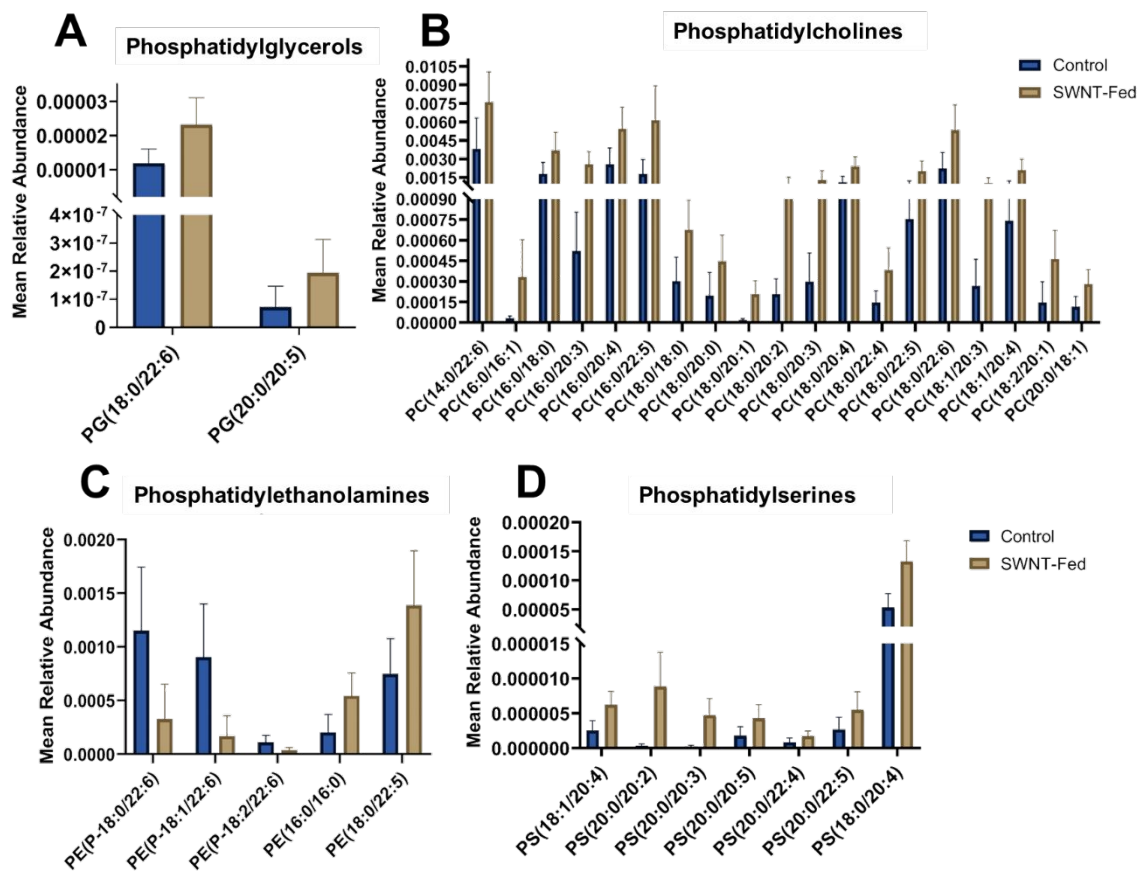 A
Phosphatidylglycerols
Mean Relative Abundance
0.00003
0.00002
0.00001
4×10⁻⁷
3×10⁻⁷
2×10⁻⁷
1×10⁻⁷
0
PG(18:0/22:6)
PG(20:0/20:5)
B
Phosphatidylcholines
Control
SWNT-Fed
Mean Relative Abundance
0.0105
0.0090
0.0075
0.0060
0.0045
0.0030
0.0015
0.00090
0.00075
0.00060
0.00045
0.00030
0.00015
0.00000
PC(14:0/22:6)
PC(16:0/16:1)
PC(16:0/18:0)
PC(16:0/20:3)
PC(16:0/20:4)
PC(16:0/22:5)
PC(18:0/18:0)
PC(18:0/20:0)
PC(18:0/20:1)
PC(18:0/20:2)
PC(18:0/20:3)
PC(18:0/20:4)
PC(18:0/22:4)
PC(18:0/22:5)
PC(18:0/22:6)
PC(18:1/20:3)
PC(18:1/20:4)
PC(18:2/20:1)
PC(20:0/18:1)
C
Phosphatidylethanolamines
Mean Relative Abundance
0.0020
0.0015
0.0010
0.0005
0.0000
PE(P-18:0/22:6)
PE(P-18:1/22:6)
PE(P-18:2/22:6)
PE(16:0/16:0)
PE(18:0/22:5)
D
Phosphatidylserines
Control
SWNT-Fed
Mean Relative Abundance
0.00020
0.00015
0.00010
0.00005
0.000015
0.000010
0.000005
0.000000
PS(18:1/20:4)
PS(20:0/20:2)
PS(20:0/20:3)
PS(20:0/20:5)
PS(20:0/22:4)
PS(20:0/22:5)
PS(18:0/20:4)